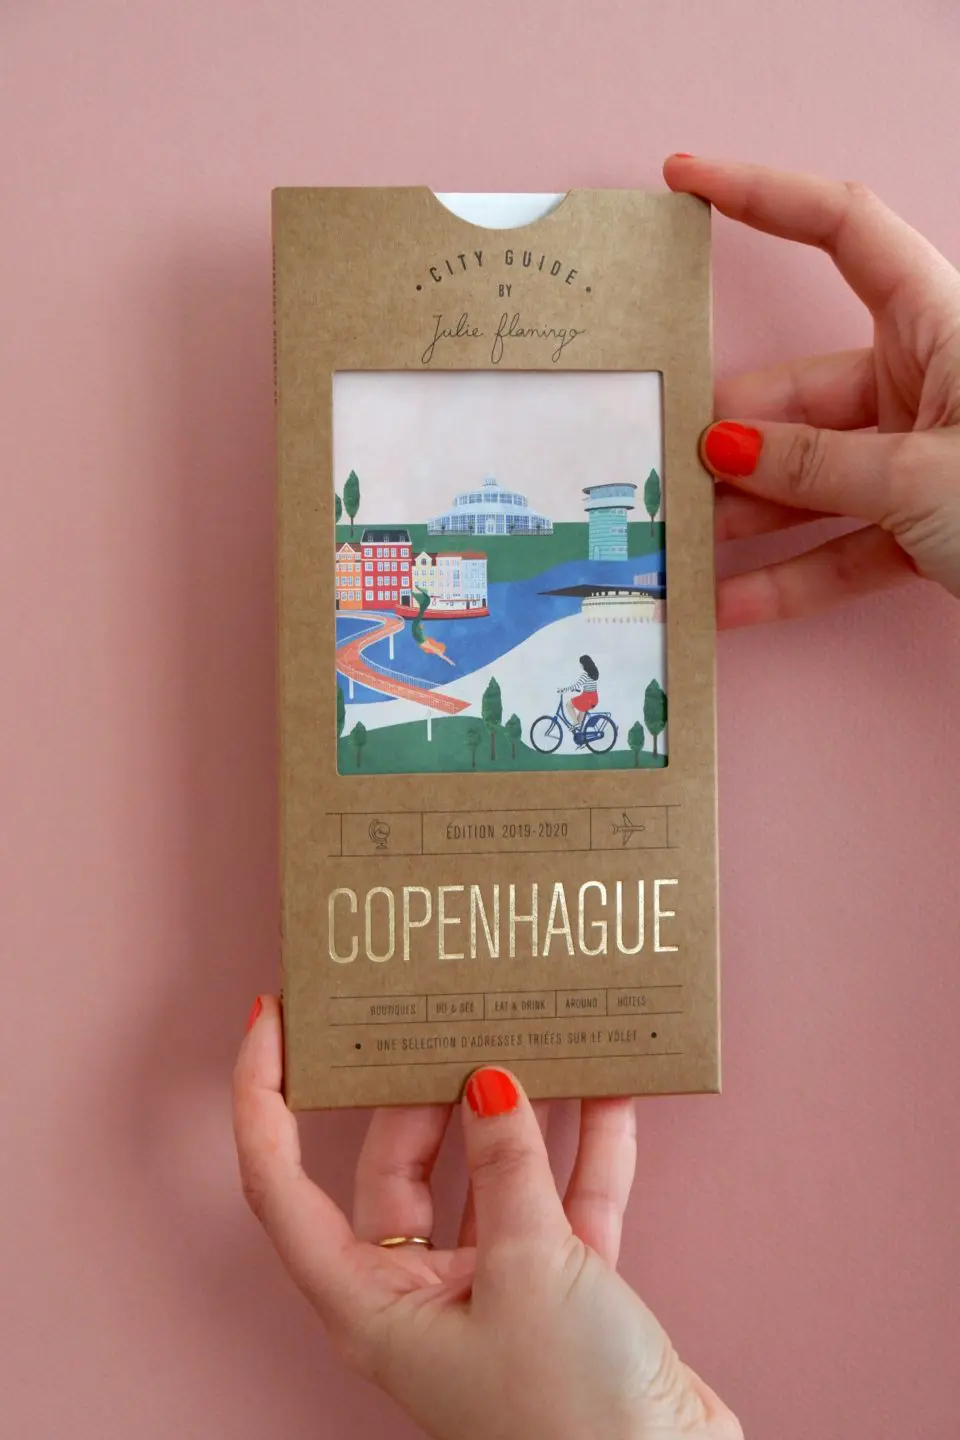 • CITY GUIDE •
BY
Julie flamingo
ÉDITION 2019-2020
COPENHAGUE
BOUTIQUES DO & SEE EAT & DRINK AROUND HÔTELS
• UNE SÉLECTION D'ADRESSES TRIÉES SUR LE VOLET •